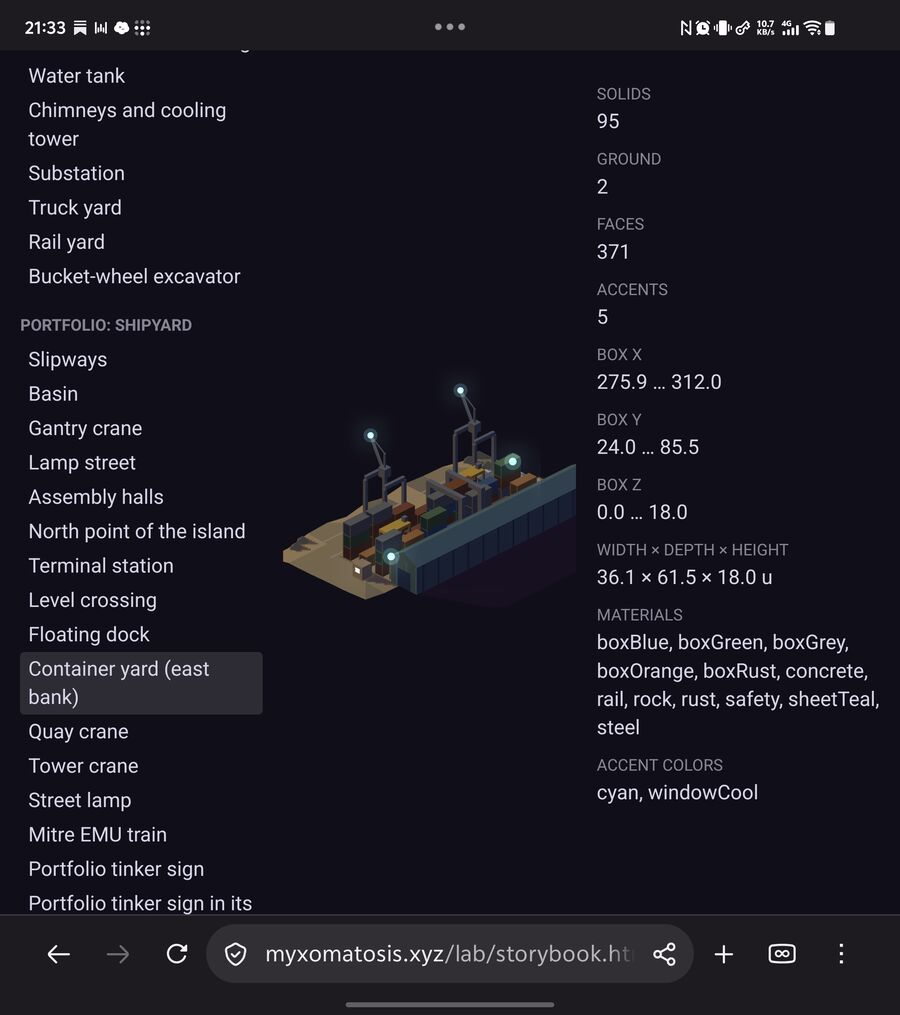 21:33
10.7
KB/s
4G
Water tank
Chimneys and cooling
tower
Substation
Truck yard
Rail yard
Bucket-wheel excavator
PORTFOLIO: SHIPYARD
Slipways
Basin
Gantry crane
Lamp street
Assembly halls
North point of the island
Terminal station
Level crossing
Floating dock
Container yard (east
bank)
Quay crane
Tower crane
Street lamp
Mitre EMU train
Portfolio tinker sign
Portfolio tinker sign in its
SOLIDS
95
GROUND
2
FACES
371
ACCENTS
5
BOX X
275.9 … 312.0
BOX Y
24.0 … 85.5
BOX Z
0.0 … 18.0
WIDTH × DEPTH × HEIGHT
36.1 × 61.5 × 18.0 u
MATERIALS
boxBlue, boxGreen, boxGrey,
boxOrange, boxRust, concrete,
rail, rock, rust, safety, sheetTeal,
steel
ACCENT COLORS
cyan, windowCool
myxomatosis.xyz/lab/storybook.ht